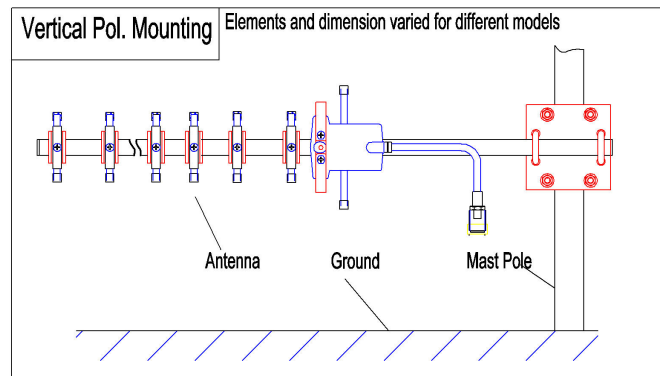 Vertical Pol. Mounting
Elements and dimension varied for different models
Antenna
Ground
Mast Pole